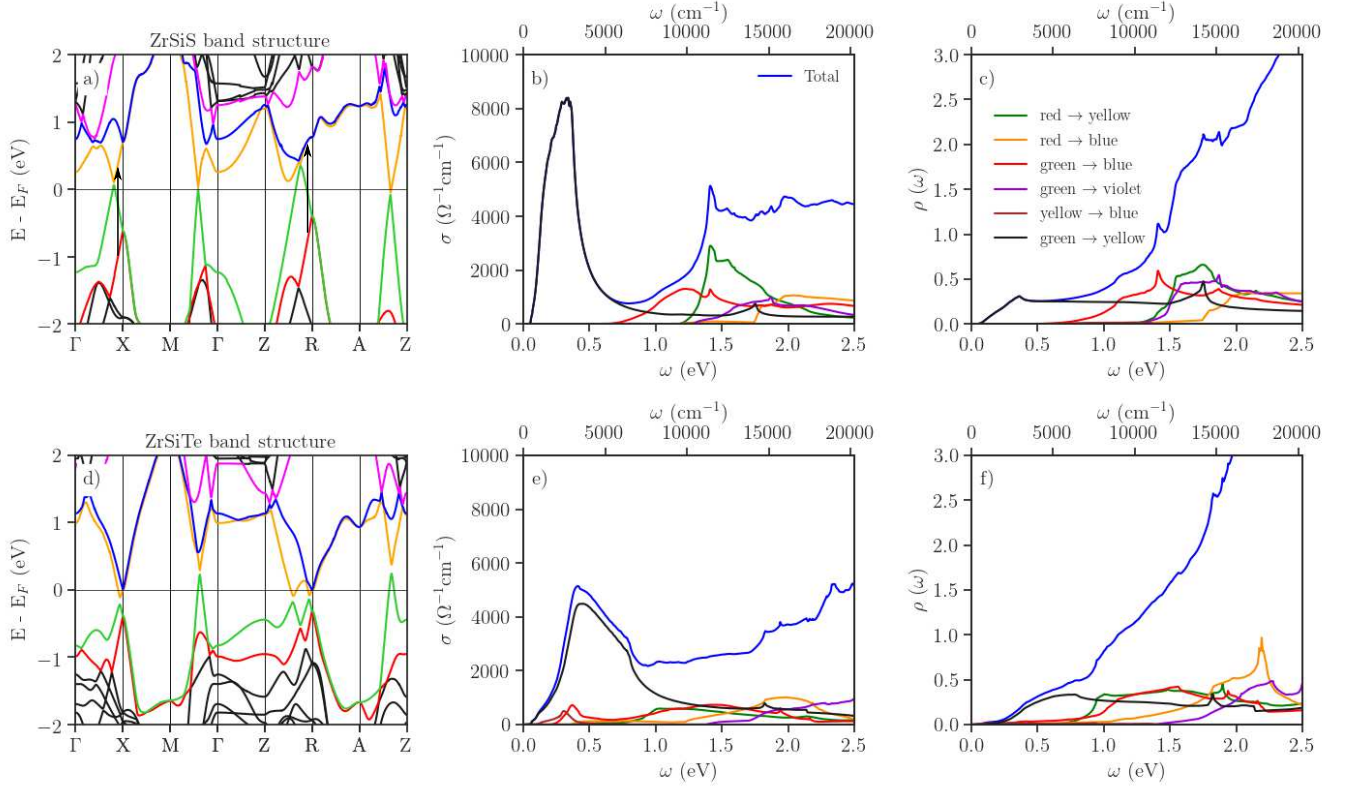 ZrSiS band structure
a)
E - E_F (eV)
2
1
0
−1
−2
Γ X M Γ Z R A Z
ω (cm⁻¹)
0 5000 10000 15000 20000
b)
Total
σ (Ω⁻¹cm⁻¹)
10000
8000
6000
4000
2000
0
0.0 0.5 1.0 1.5 2.0 2.5
ω (eV)
ω (cm⁻¹)
0 5000 10000 15000 20000
c)
red → yellow
red → blue
green → blue
green → violet
yellow → blue
green → yellow
ρ (ω)
3.0
2.5
2.0
1.5
1.0
0.5
0.0
0.0 0.5 1.0 1.5 2.0 2.5
ω (eV)
ZrSiTe band structure
d)
E - E_F (eV)
2
1
0
−1
−2
Γ X M Γ Z R A Z
ω (cm⁻¹)
0 5000 10000 15000 20000
e)
σ (Ω⁻¹cm⁻¹)
10000
8000
6000
4000
2000
0
0.0 0.5 1.0 1.5 2.0 2.5
ω (eV)
ω (cm⁻¹)
0 5000 10000 15000 20000
f)
ρ (ω)
3.0
2.5
2.0
1.5
1.0
0.5
0.0
0.0 0.5 1.0 1.5 2.0 2.5
ω (eV)